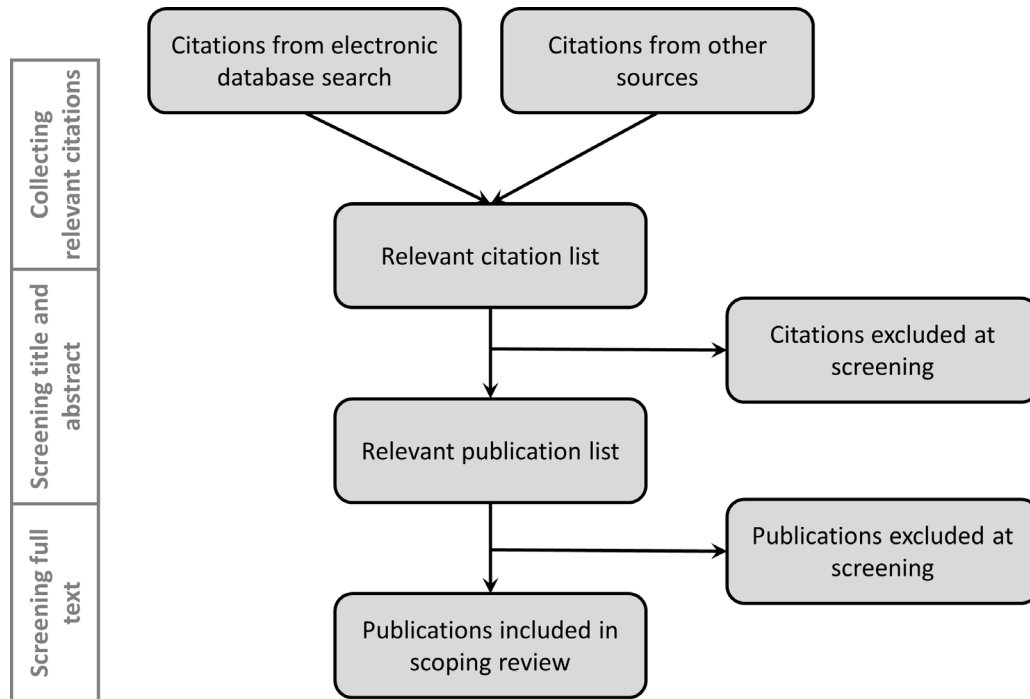 Citations from electronic
database search
Citations from other
sources
Collecting
relevant citations
Relevant citation list
Screening title and
abstract
Citations excluded at
screening
Relevant publication list
Screening full
text
Publications excluded at
screening
Publications included in
scoping review